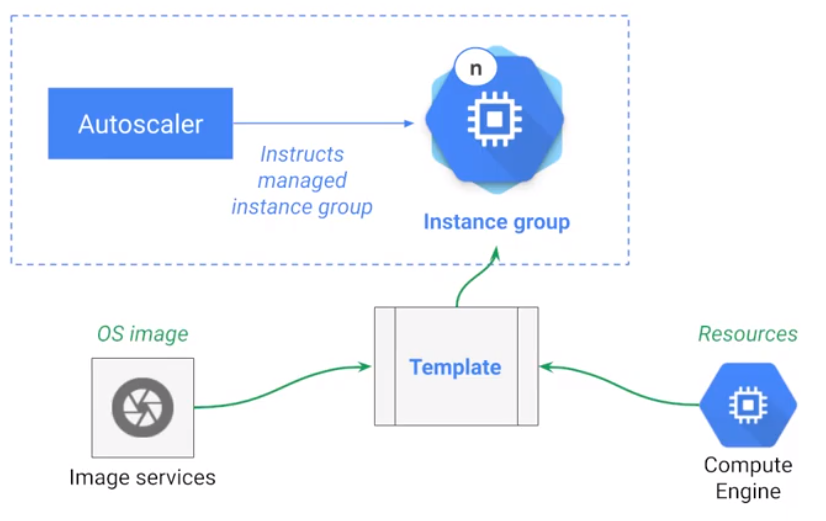 n
Autoscaler
Instructs
managed
instance group
Instance group
OS image
Template
Resources
Image services
Compute
Engine